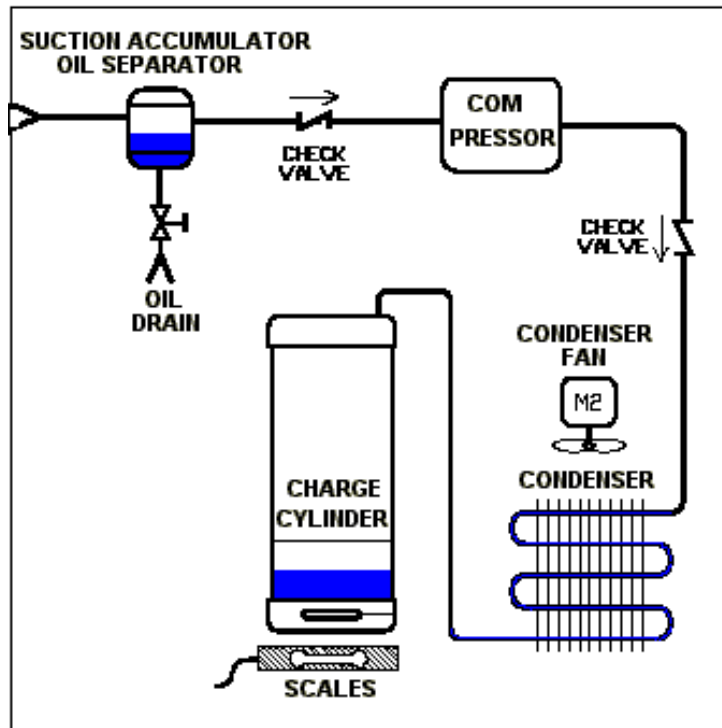 SUCTION ACCUMULATOR
OIL SEPARATOR
COM
PRESSOR
CHECK
VALVE
CHECK
VALVE
OIL
DRAIN
CONDENSER
FAN
M2
CONDENSER
CHARGE
CYLINDER
SCALES